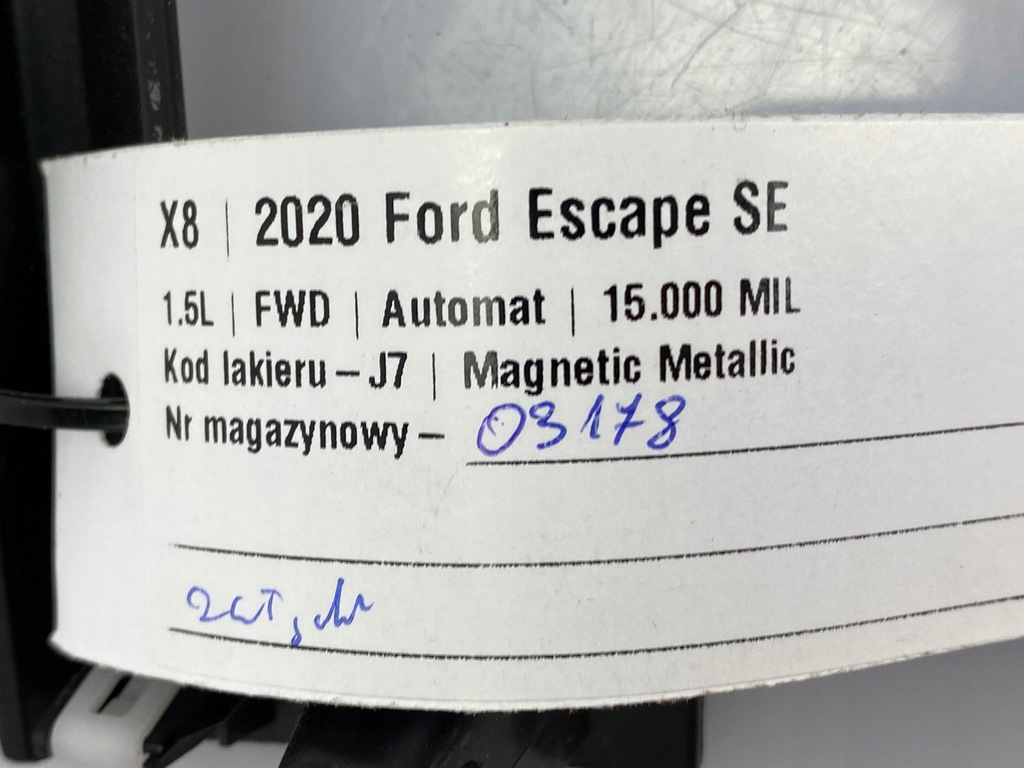 X8 | 2020 Ford Escape SE
1.5L | FWD | Automat | 15.000 MIL
Kod lakieru – J7 | Magnetic Metallic
Nr magazynowy – 03178